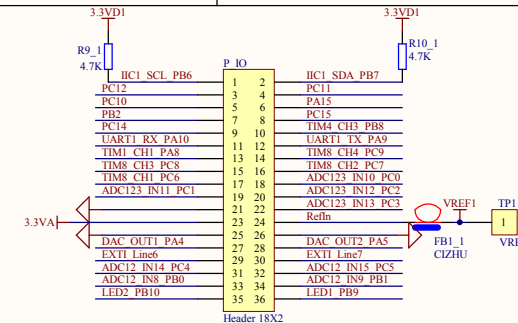 3.3VD1 3.3VD1
R9_1 R10_1
4.7K 4.7K
P_IO
IIC1_SCL_PB6 1 2 IIC1_SDA_PB7
PC12 3 4 PC11
PC10 5 6 PA15
PB2 7 8 PC15
PC14 9 10 TIM4_CH3_PB8
UART1_RX_PA10 11 12 UART1_TX_PA9
TIM1_CH1_PA8 13 14 TIM8_CH4_PC9
TIM8_CH3_PC8 15 16 TIM8_CH2_PC7
TIM8_CH1_PC6 17 18 ADC123_IN10_PC0
ADC123_IN11_PC1 19 20 ADC123_IN12_PC2
21 22 ADC123_IN13_PC3
3.3VA 23 24 RefIn VREF1 TP1
1
25 26
DAC_OUT1_PA4 27 28 DAC_OUT2_PA5 FB1_1
EXTI_Line6 29 30 EXTI_Line7 CIZHU
ADC12_IN14_PC4 31 32 ADC12_IN15_PC5
ADC12_IN8_PB0 33 34 ADC12_IN9_PB1
LED2_PB10 35 36 LED1_PB9
Header 18X2